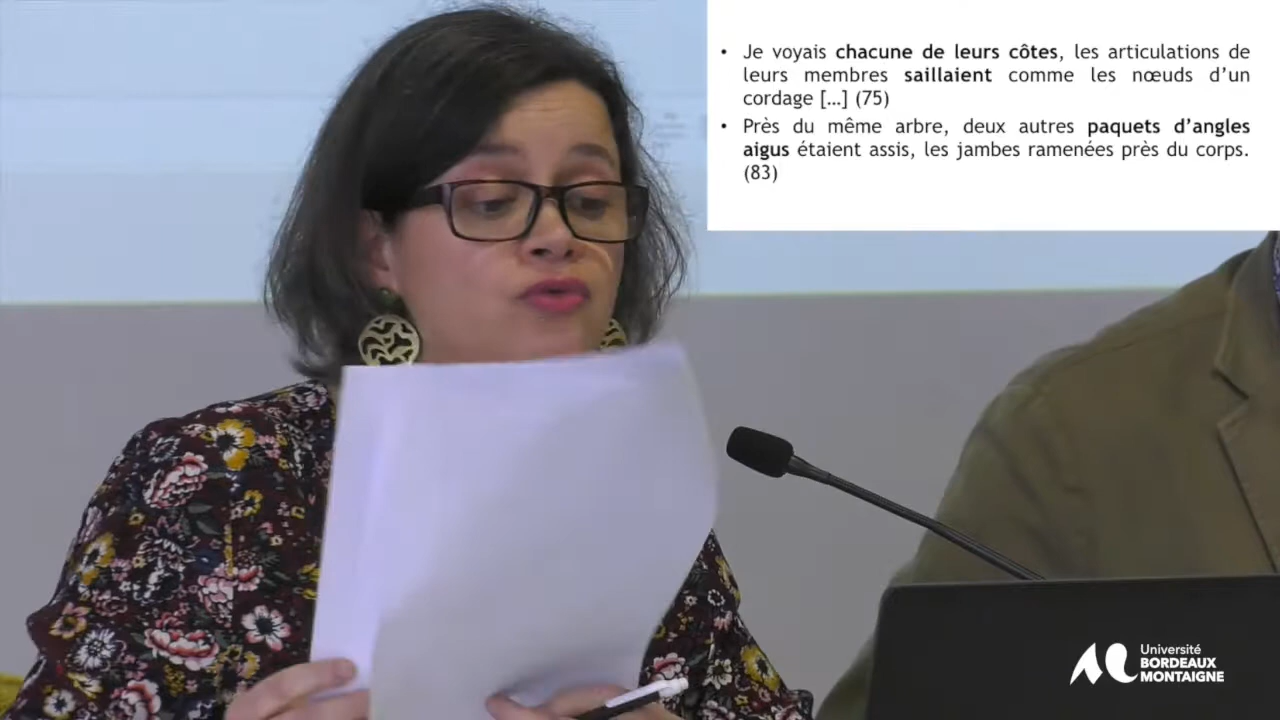 • Je voyais chacune de leurs côtes, les articulations de
leurs membres saillaient comme les nœuds d’un
cordage […] (75)
• Près du même arbre, deux autres paquets d’angles
aigus étaient assis, les jambes ramenées près du corps.
(83)
Université
BORDEAUX
MONTAIGNE